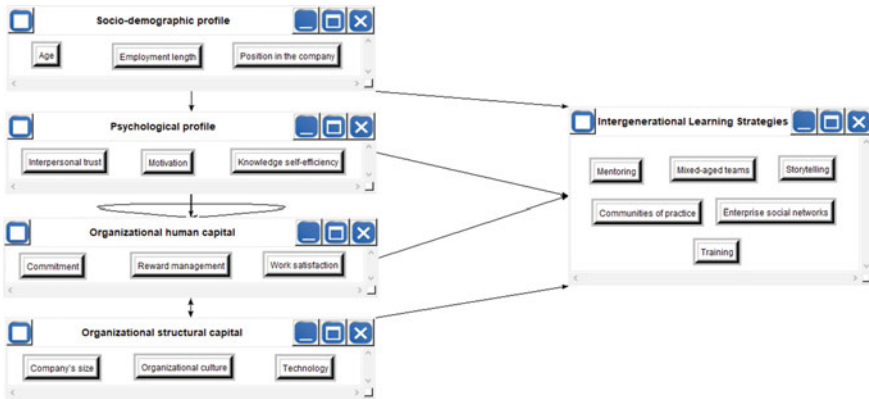 Socio-demographic profile
Age
Employment length
Position in the company
Psychological profile
Interpersonal trust
Motivation
Knowledge self-efficiency
Organizational human capital
Commitment
Reward management
Work satisfaction
Organizational structural capital
Company's size
Organizational culture
Technology
Intergenerational Learning Strategies
Mentoring
Mixed-aged teams
Storytelling
Communities of practice
Enterprise social networks
Training